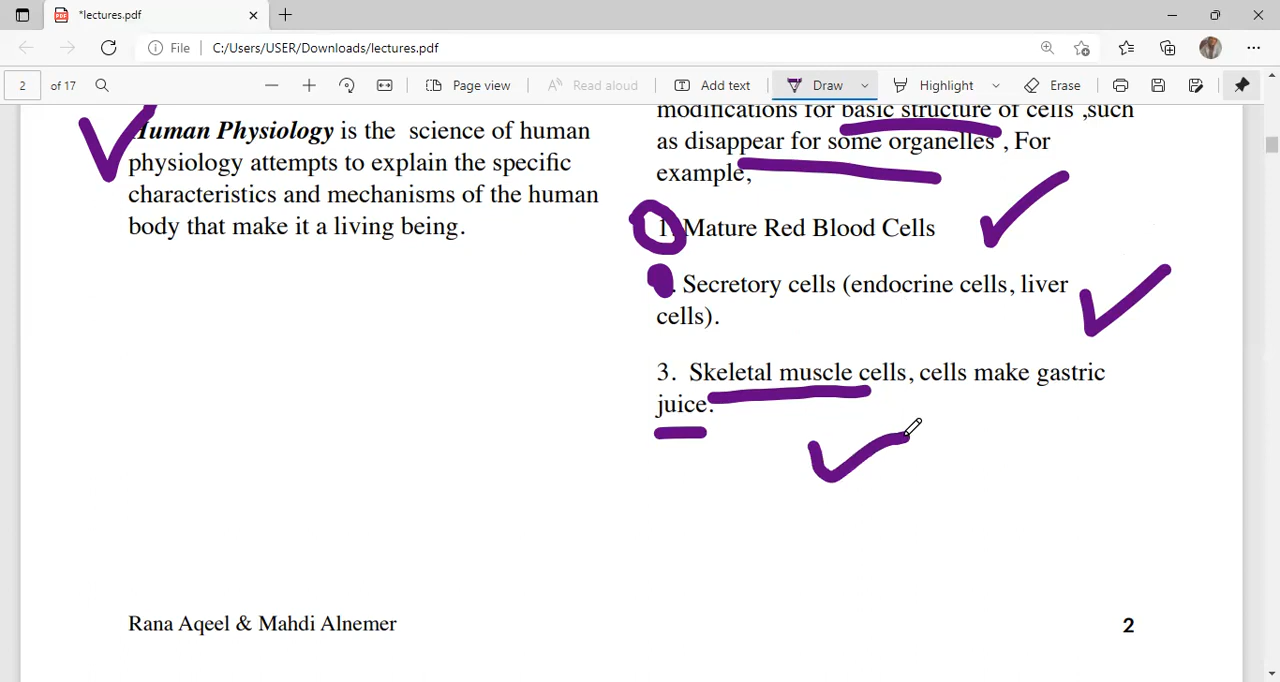 *lectures.pdf
File
C:/Users/USER/Downloads/lectures.pdf
2 of 17
Page view
Read aloud
Add text
Draw
Highlight
Erase
Human Physiology is the science of human
physiology attempts to explain the specific
characteristics and mechanisms of the human
body that make it a living being.
modifications for basic structure of cells ,such
as disappear for some organelles , For
example,
1. Mature Red Blood Cells
. Secretory cells (endocrine cells, liver
cells).
3. Skeletal muscle cells, cells make gastric
juice.
Rana Aqeel & Mahdi Alnemer
2